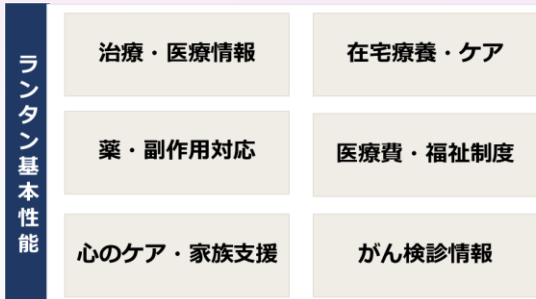 ランタン基本性能
治療・医療情報
在宅療養・ケア
薬・副作用対応
医療費・福祉制度
心のケア・家族支援
がん検診情報